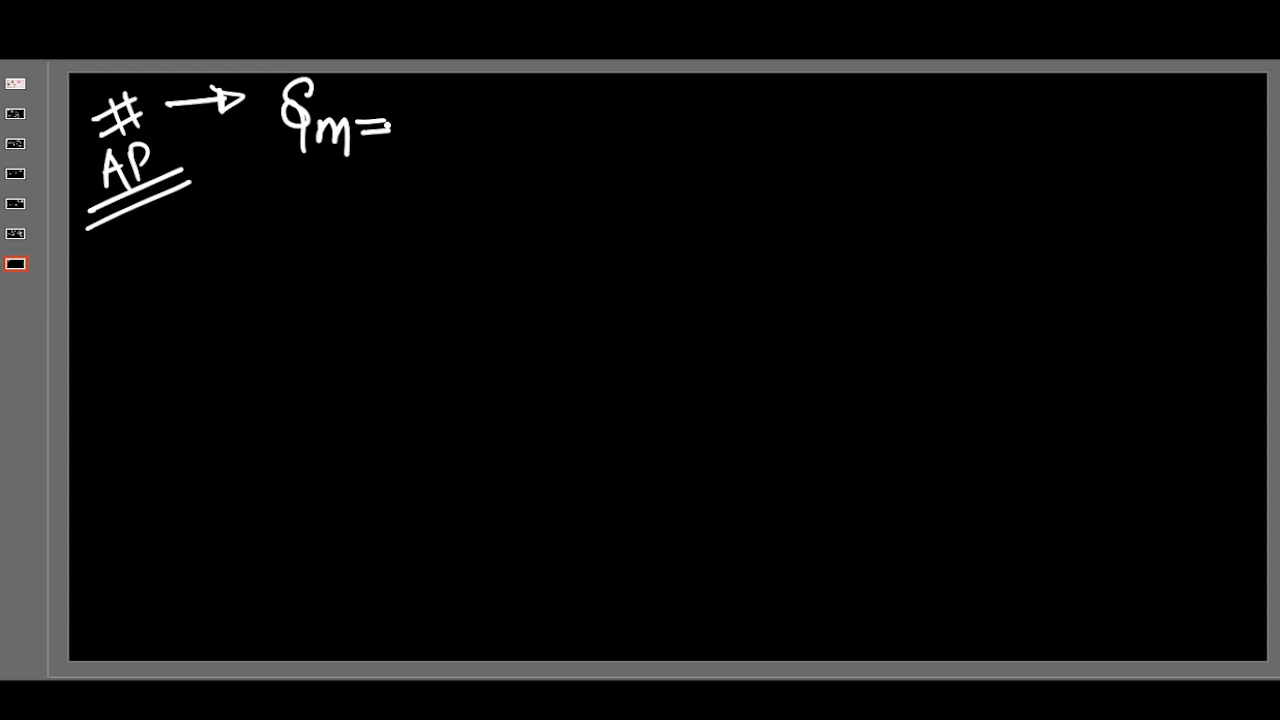 # → Sm=
AP